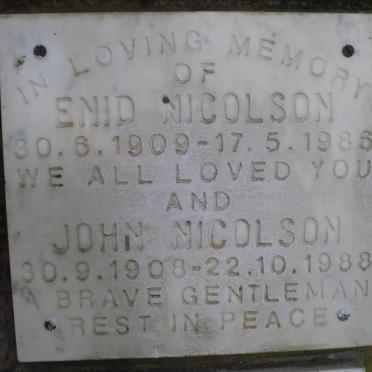 IN LOVING MEMORY
OF
ENID NICOLSON
30.6.1909-17.5.1986
WE ALL LOVED YOU
AND
JOHN NICOLSON
30.9.1908-22.10.1988
A BRAVE GENTLEMAN
REST IN PEACE